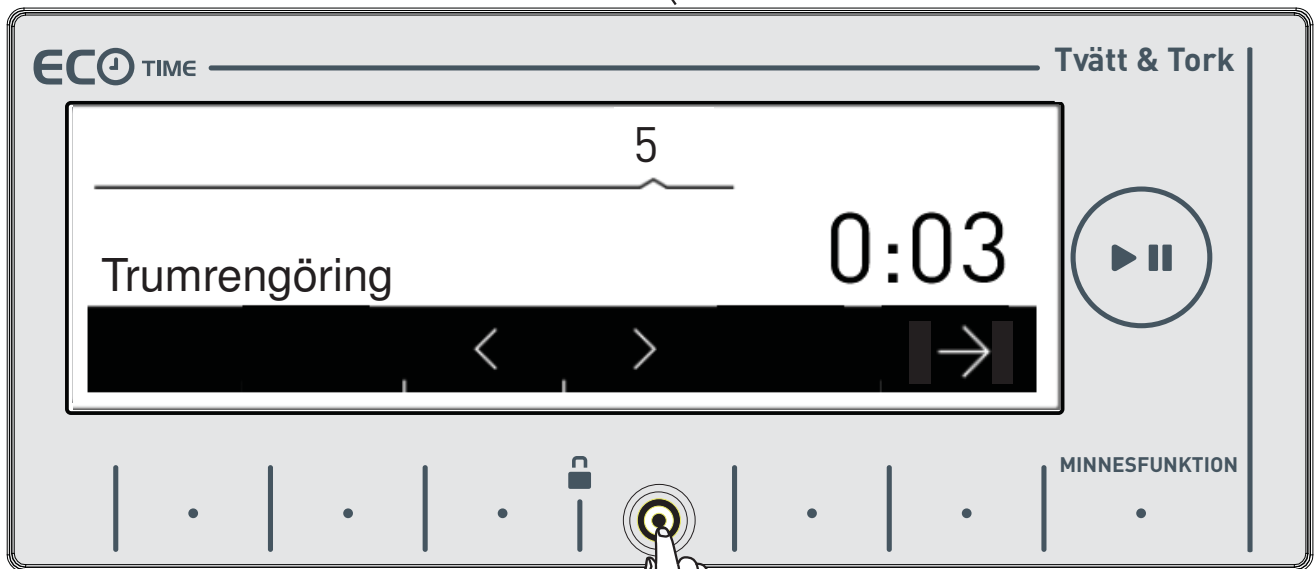 ECO TIME
Tvätt & Tork
5
0:03
Trumrengöring
MINNESFUNKTION